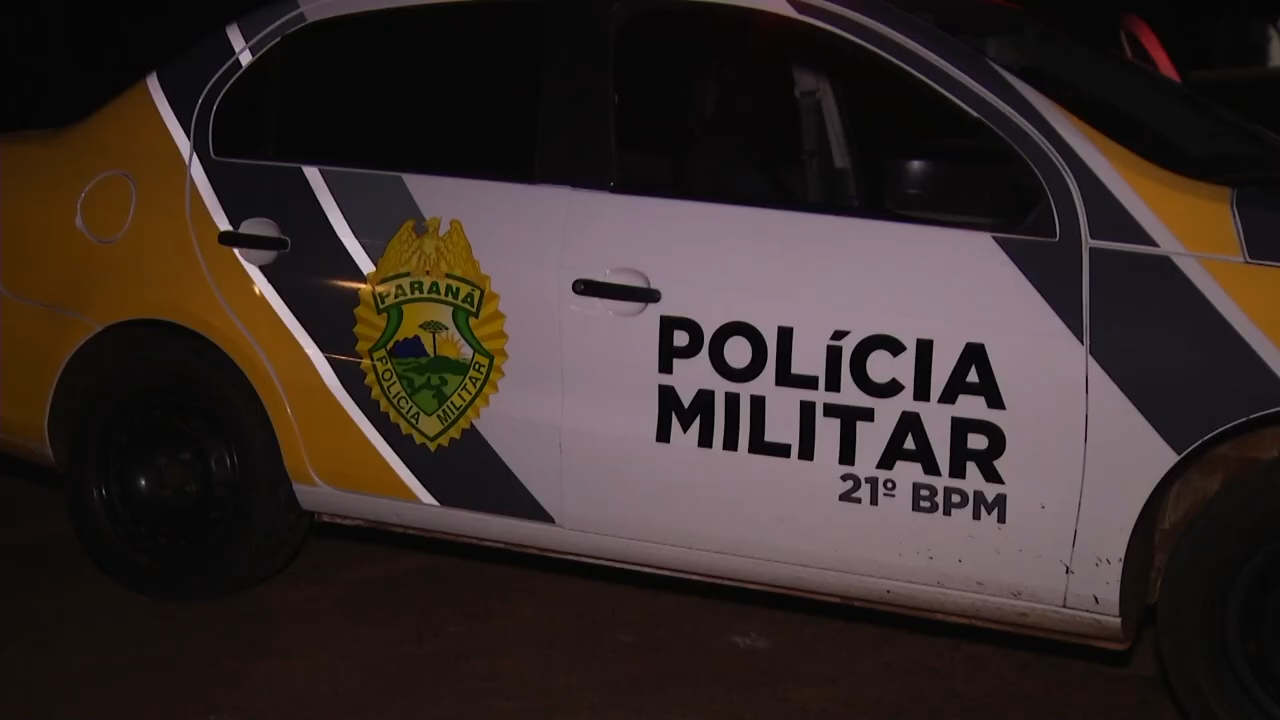 PARANÁ
POLÍCIA MILITAR
POLÍCIA
MILITAR
21º BPM